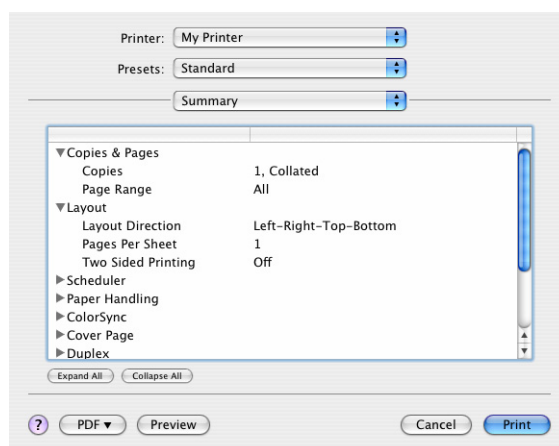 Printer: My Printer
Presets: Standard
Summary
▼Copies & Pages
Copies 1, Collated
Page Range All
▼Layout
Layout Direction Left-Right-Top-Bottom
Pages Per Sheet 1
Two Sided Printing Off
▶Scheduler
▶Paper Handling
▶ColorSync
▶Cover Page
▶Duplex
Expand All Collapse All
? PDF ▼ Preview Cancel Print